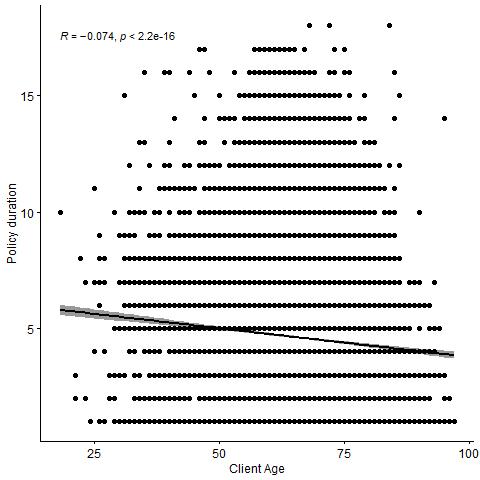 R = −0.074, p < 2.2e-16
15
10
5
Policy duration
25 50 75 100
Client Age